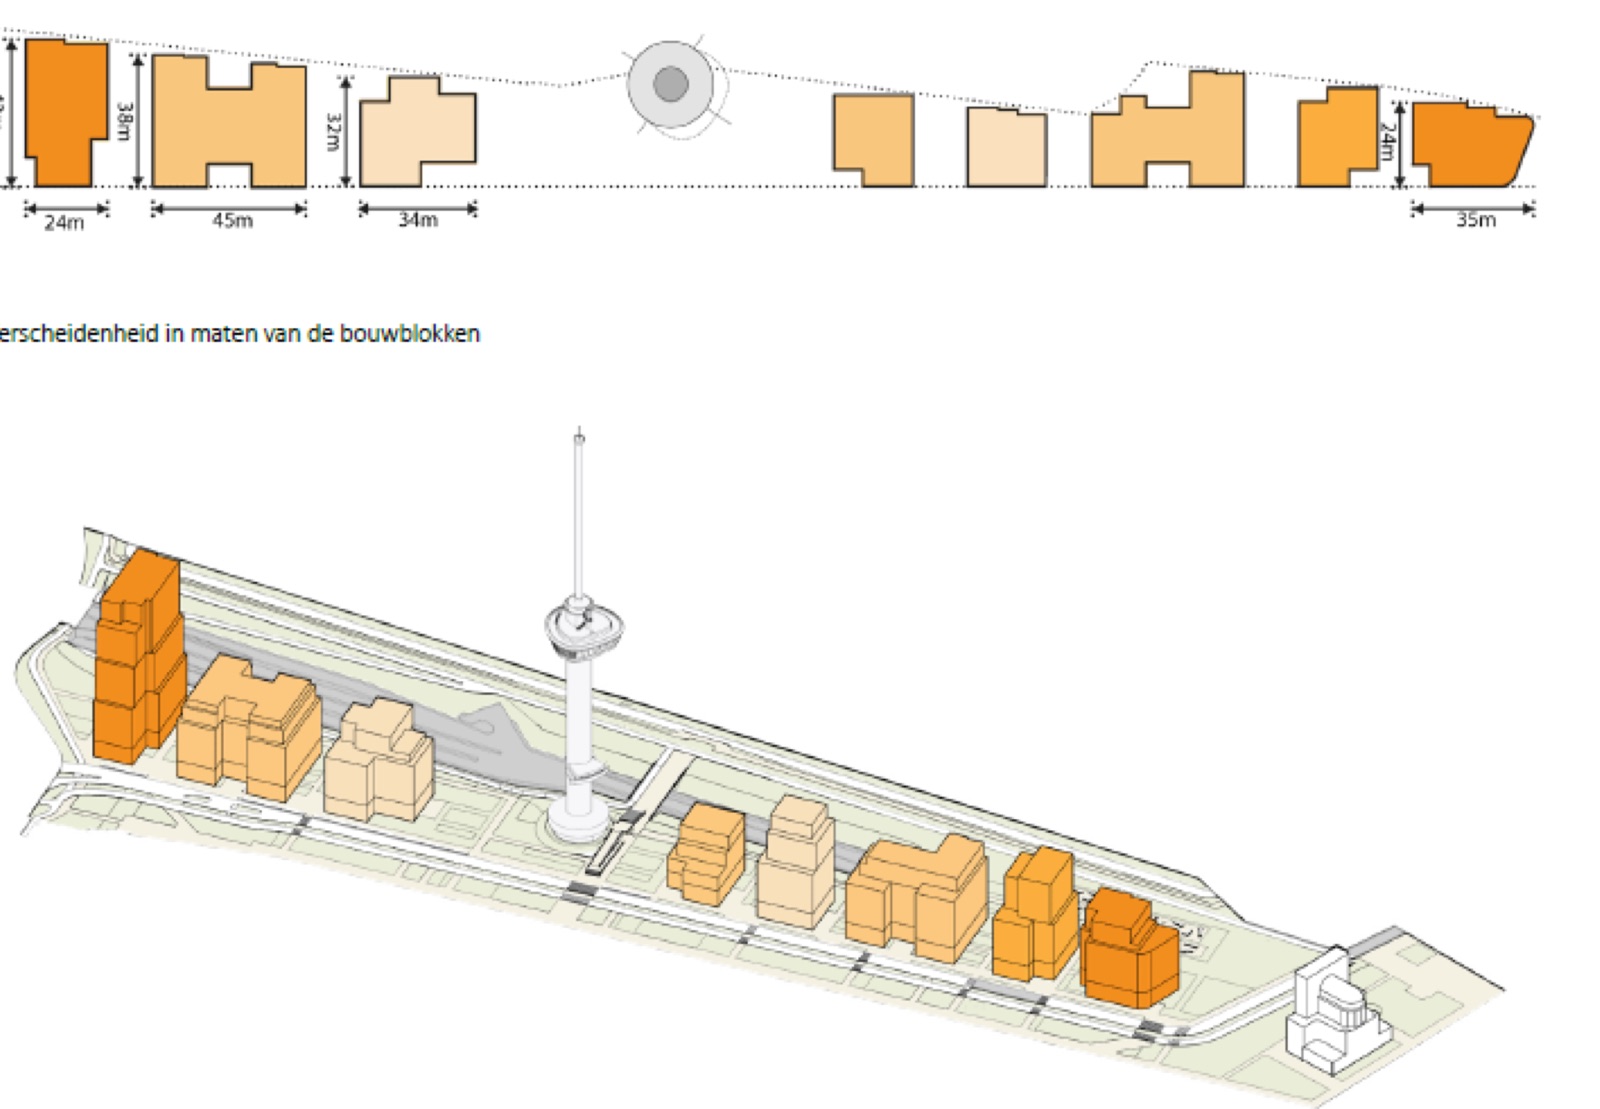 38m
32m
24m
24m
45m
34m
35m
erscheidenheid in maten van de bouwblokken